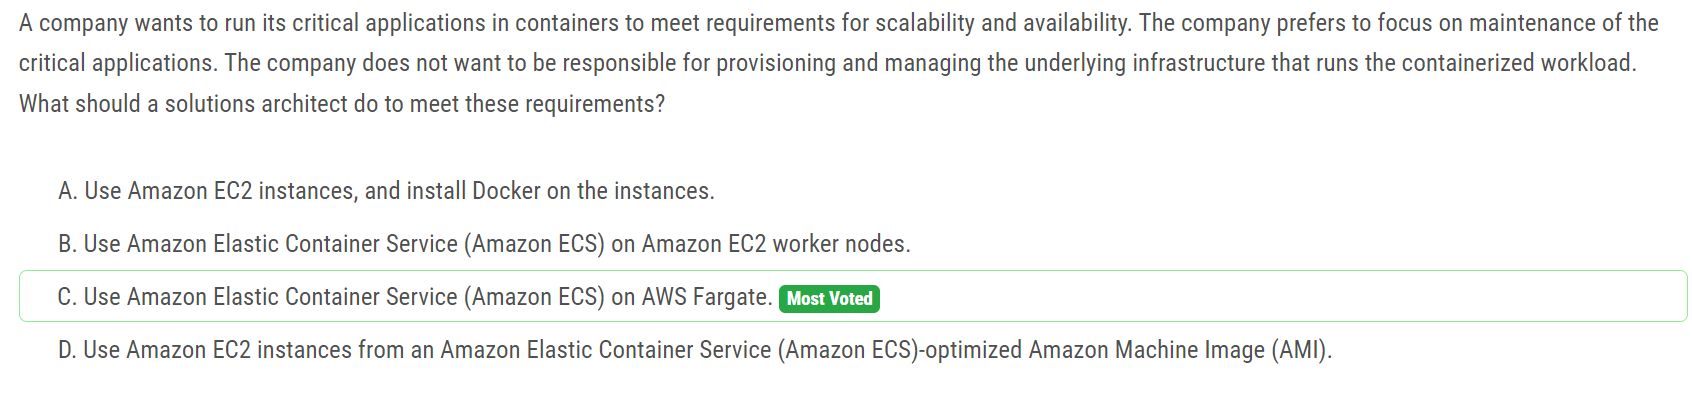 A company wants to run its critical applications in containers to meet requirements for scalability and availability. The company prefers to focus on maintenance of the
critical applications. The company does not want to be responsible for provisioning and managing the underlying infrastructure that runs the containerized workload.
What should a solutions architect do to meet these requirements?
A. Use Amazon EC2 instances, and install Docker on the instances.
B. Use Amazon Elastic Container Service (Amazon ECS) on Amazon EC2 worker nodes.
C. Use Amazon Elastic Container Service (Amazon ECS) on AWS Fargate. Most Voted
D. Use Amazon EC2 instances from an Amazon Elastic Container Service (Amazon ECS)-optimized Amazon Machine Image (AMI).